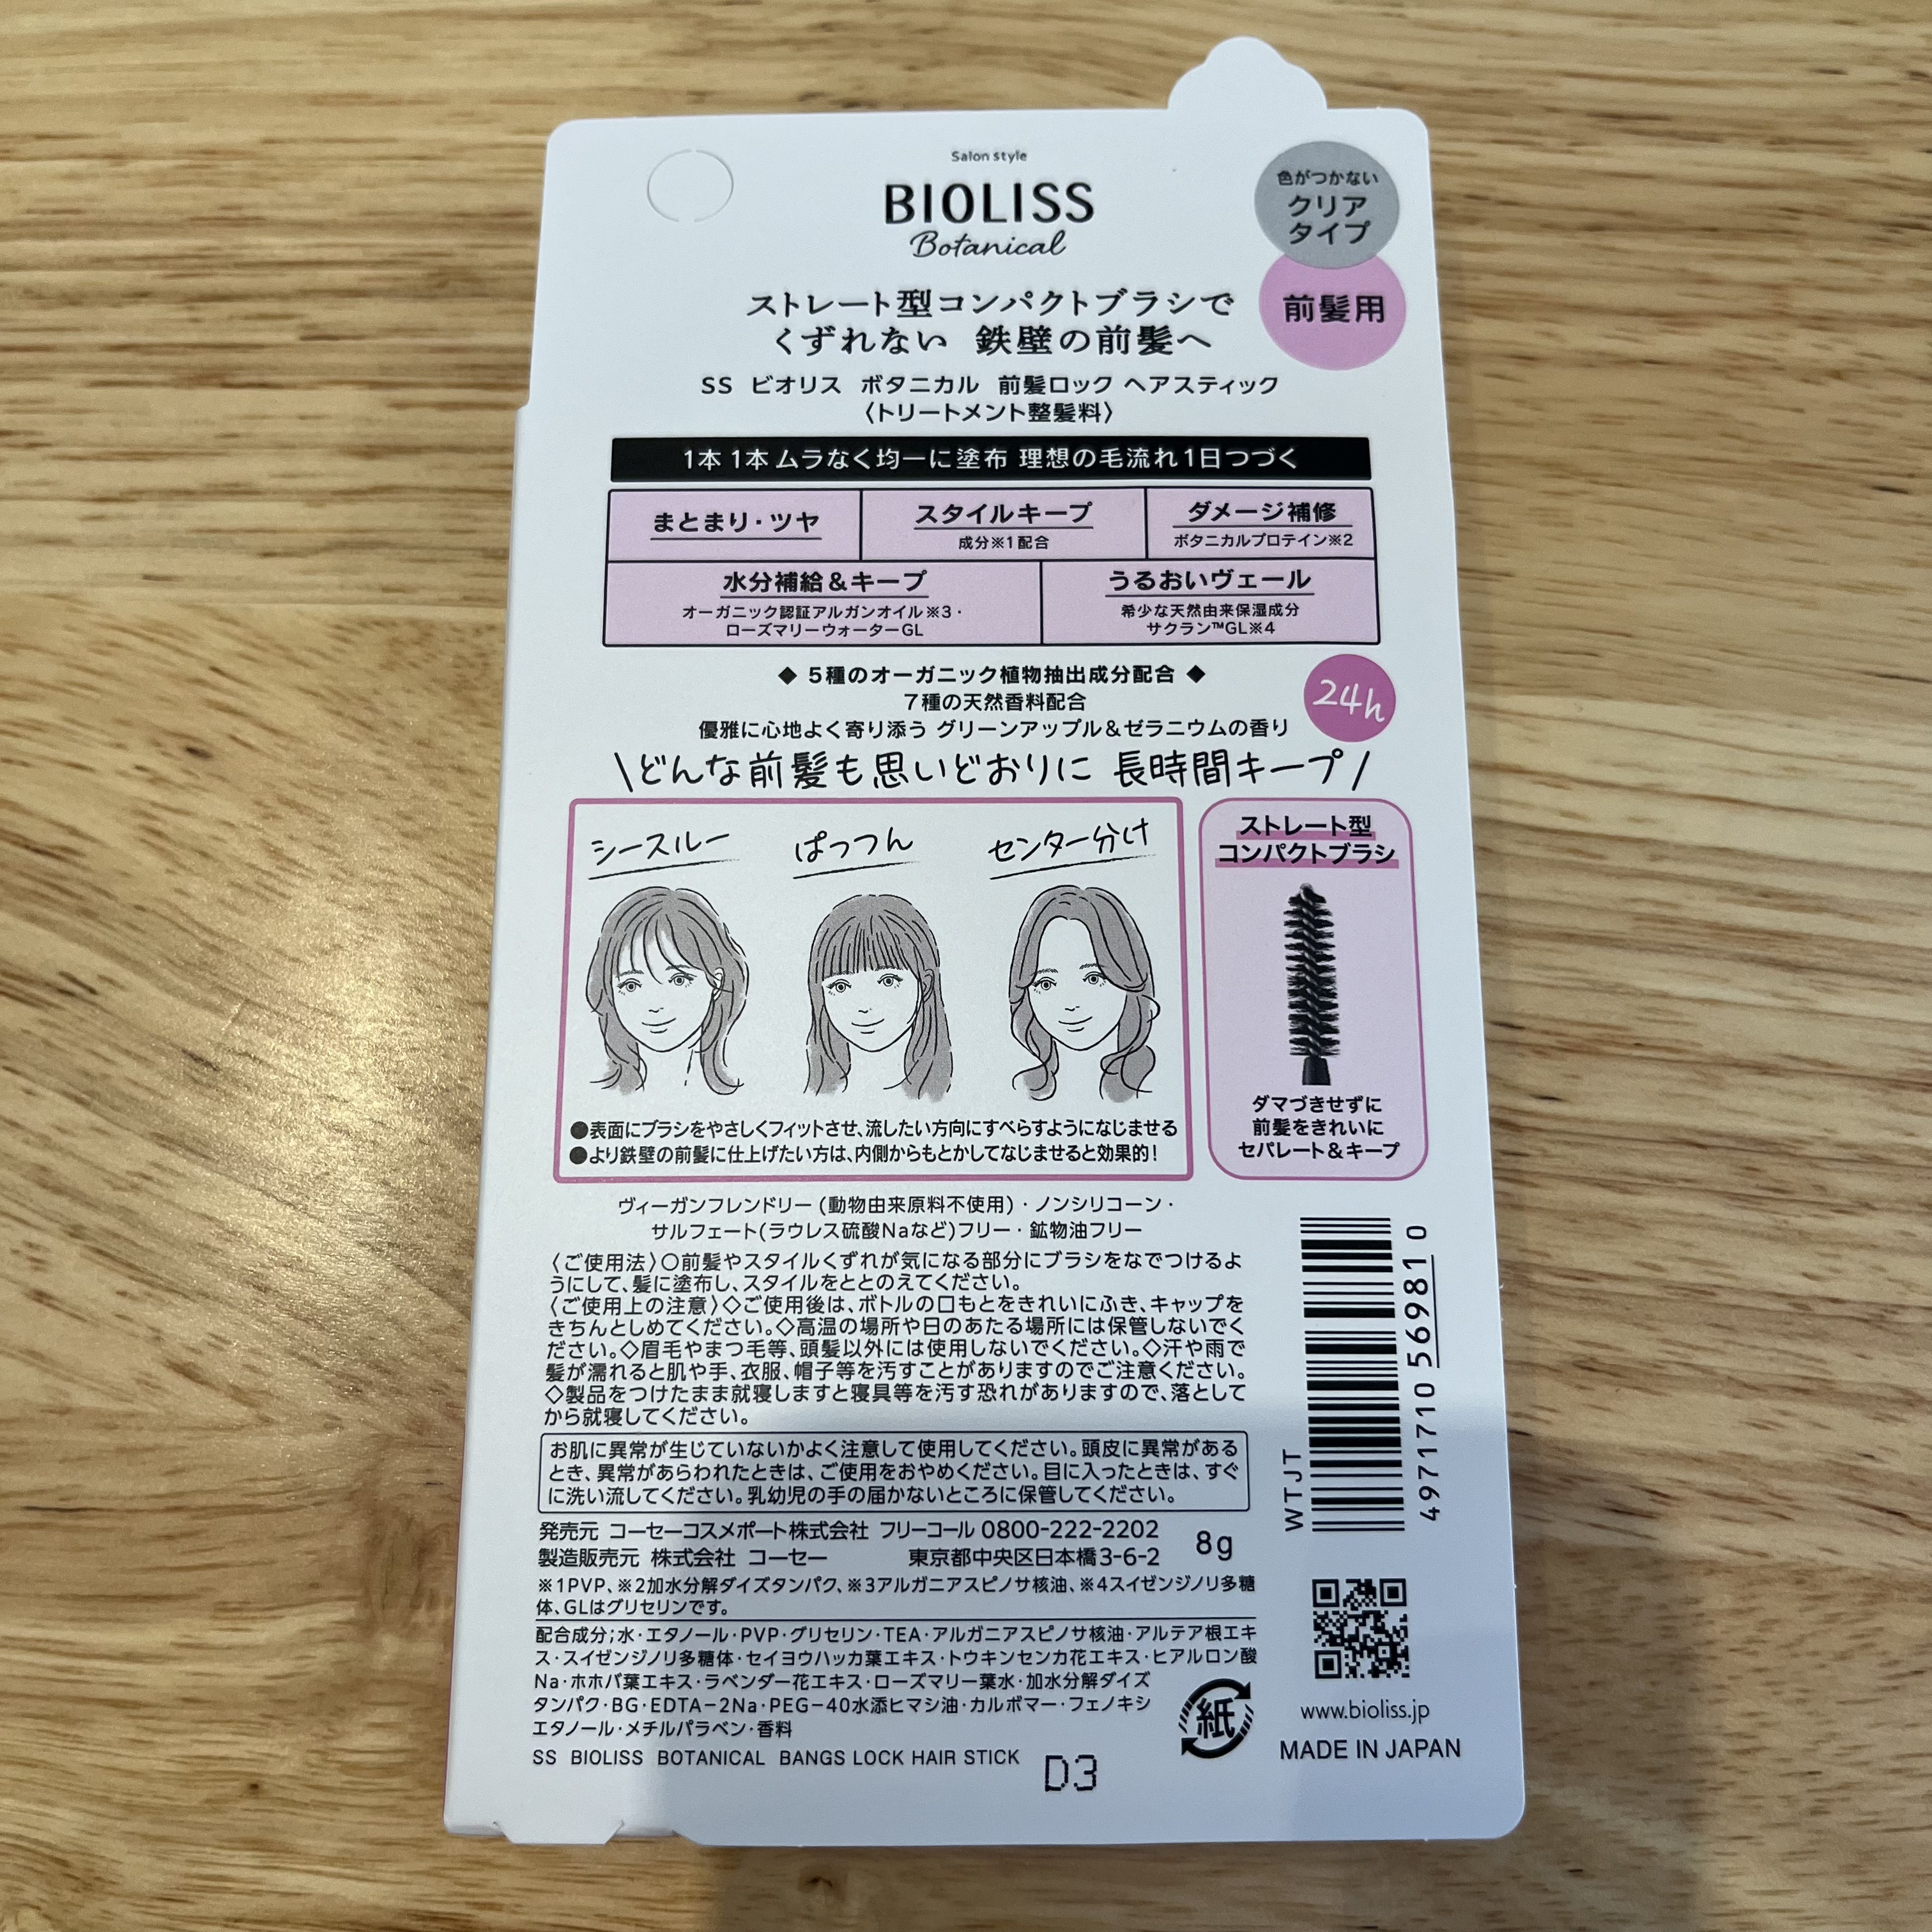 Salon style
BIOLISS
Botanical
色がつかない
クリア
タイプ
前髪用
ストレート型コンパクトブラシで
くずれない 鉄壁の前髪へ
SS ビオリス ボタニカル 前髪ロック ヘアスティック
〈トリートメント整髪料〉
1本1本ムラなく均一に塗布 理想の毛流れ1日つづく
まとまり・ツヤ
スタイルキープ
成分※1配合
ダメージ補修
ボタニカルプロテイン※2
水分補給&キープ
オーガニック認証アルガンオイル※3・
ローズマリーウォーターGL
うるおいヴェール
希少な天然由来保湿成分
サクラン™GL※4
◆ 5種のオーガニック植物抽出成分配合 ◆
7種の天然香料配合
優雅に心地よく寄り添う グリーンアップル&ゼラニウムの香り
24h
\どんな前髪も思いどおりに 長時間キープ/
シースルー
ぱっつん
センター分け
●表面にブラシをやさしくフィットさせ、流したい方向にすべらすようになじませる
●より鉄壁の前髪に仕上げたい方は、内側からもとかしてなじませると効果的!
ストレート型
コンパクトブラシ
ダマづきせずに
前髪をきれいに
セパレート&キープ
ヴィーガンフレンドリー(動物由来原料不使用)・ノンシリコーン・
サルフェート(ラウレス硫酸Naなど)フリー・鉱物油フリー
〈ご使用法〉○前髪やスタイルくずれが気になる部分にブラシをなでつけるよ
うにして、髪に塗布し、スタイルをととのえてください。
〈ご使用上の注意〉◇ご使用後は、ボトルの口もとをきれいにふき、キャップを
きちんとしめてください。◇高温の場所や日のあたる場所には保管しないでく
ださい。◇眉毛やまつ毛等、頭髪以外には使用しないでください。◇汗や雨で
髪が濡れると肌や手、衣服、帽子等を汚すことがありますのでご注意ください。
◇製品をつけたまま就寝しますと寝具等を汚す恐れがありますので、落として
から就寝してください。
お肌に異常が生じていないかよく注意して使用してください。頭皮に異常がある
とき、異常があらわれたときは、ご使用をおやめください。目に入ったときは、すぐ
に洗い流してください。乳幼児の手の届かないところに保管してください。
発売元 コーセーコスメポート株式会社 フリーコール 0800-222-2202
製造販売元 株式会社 コーセー 東京都中央区日本橋3-6-2
8g
※1PVP、※2加水分解ダイズタンパク、※3アルガニアスピノサ核油、※4スイゼンジノリ多糖
体、GLはグリセリンです。
配合成分;水・エタノール・PVP・グリセリン・TEA・アルガニアスピノサ核油・アルテア根エキ
ス・スイゼンジノリ多糖体・セイヨウハッカ葉エキス・トウキンセンカ花エキス・ヒアルロン酸
Na・ホホバ葉エキス・ラベンダー花エキス・ローズマリー葉水・加水分解ダイズ
タンパク・BG・EDTA−2Na・PEG−40水添ヒマシ油・カルボマー・フェノキシ
エタノール・メチルパラベン・香料
SS BIOLISS BOTANICAL BANGS LOCK HAIR STICK
D3
紙
WTJT
4971710 569810
www.bioliss.jp
MADE IN JAPAN